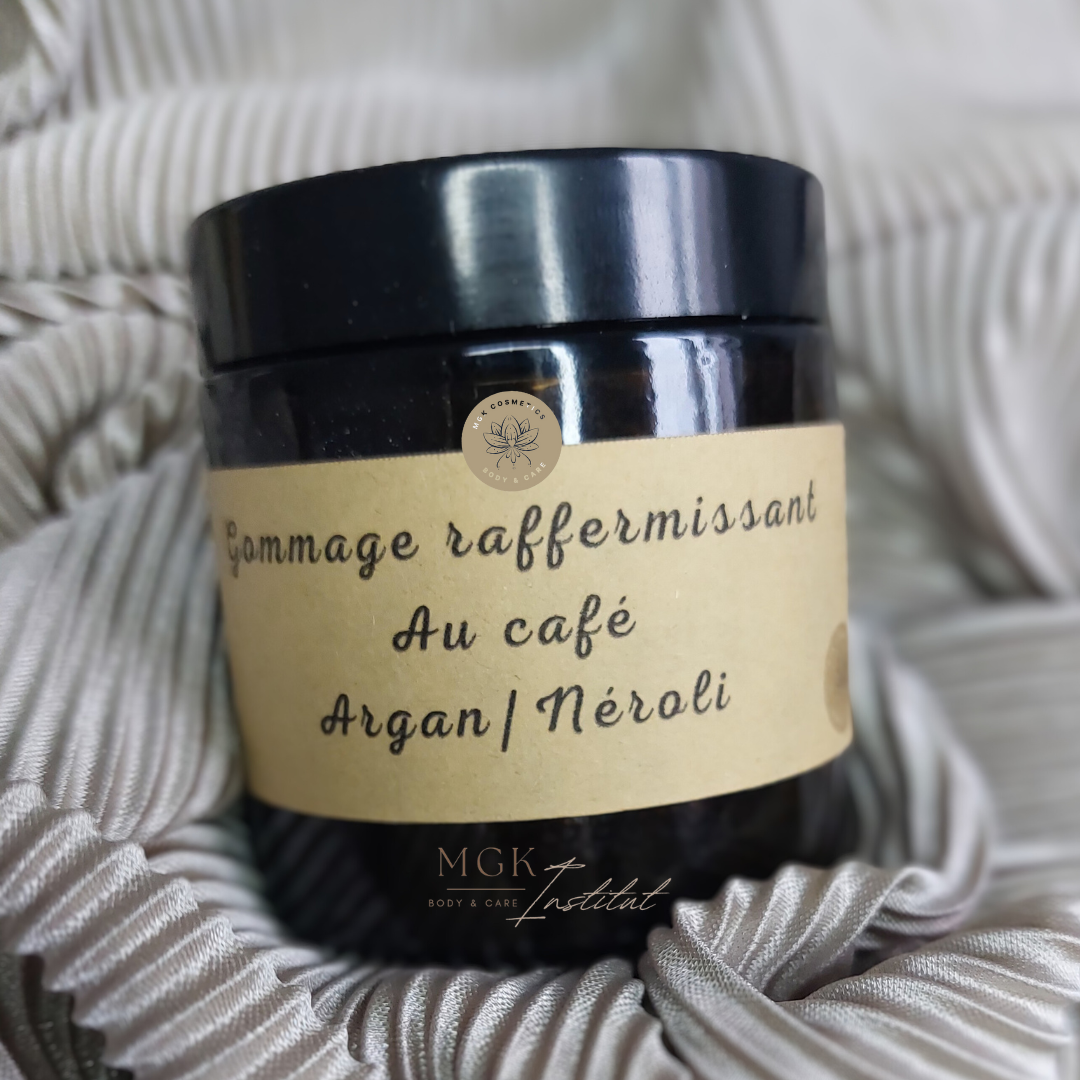 MGK COSMETICS
BODY & CARE
Gommage raffermissant
Au café
Argan | Néroli
MGK
BODY & CARE
Institut